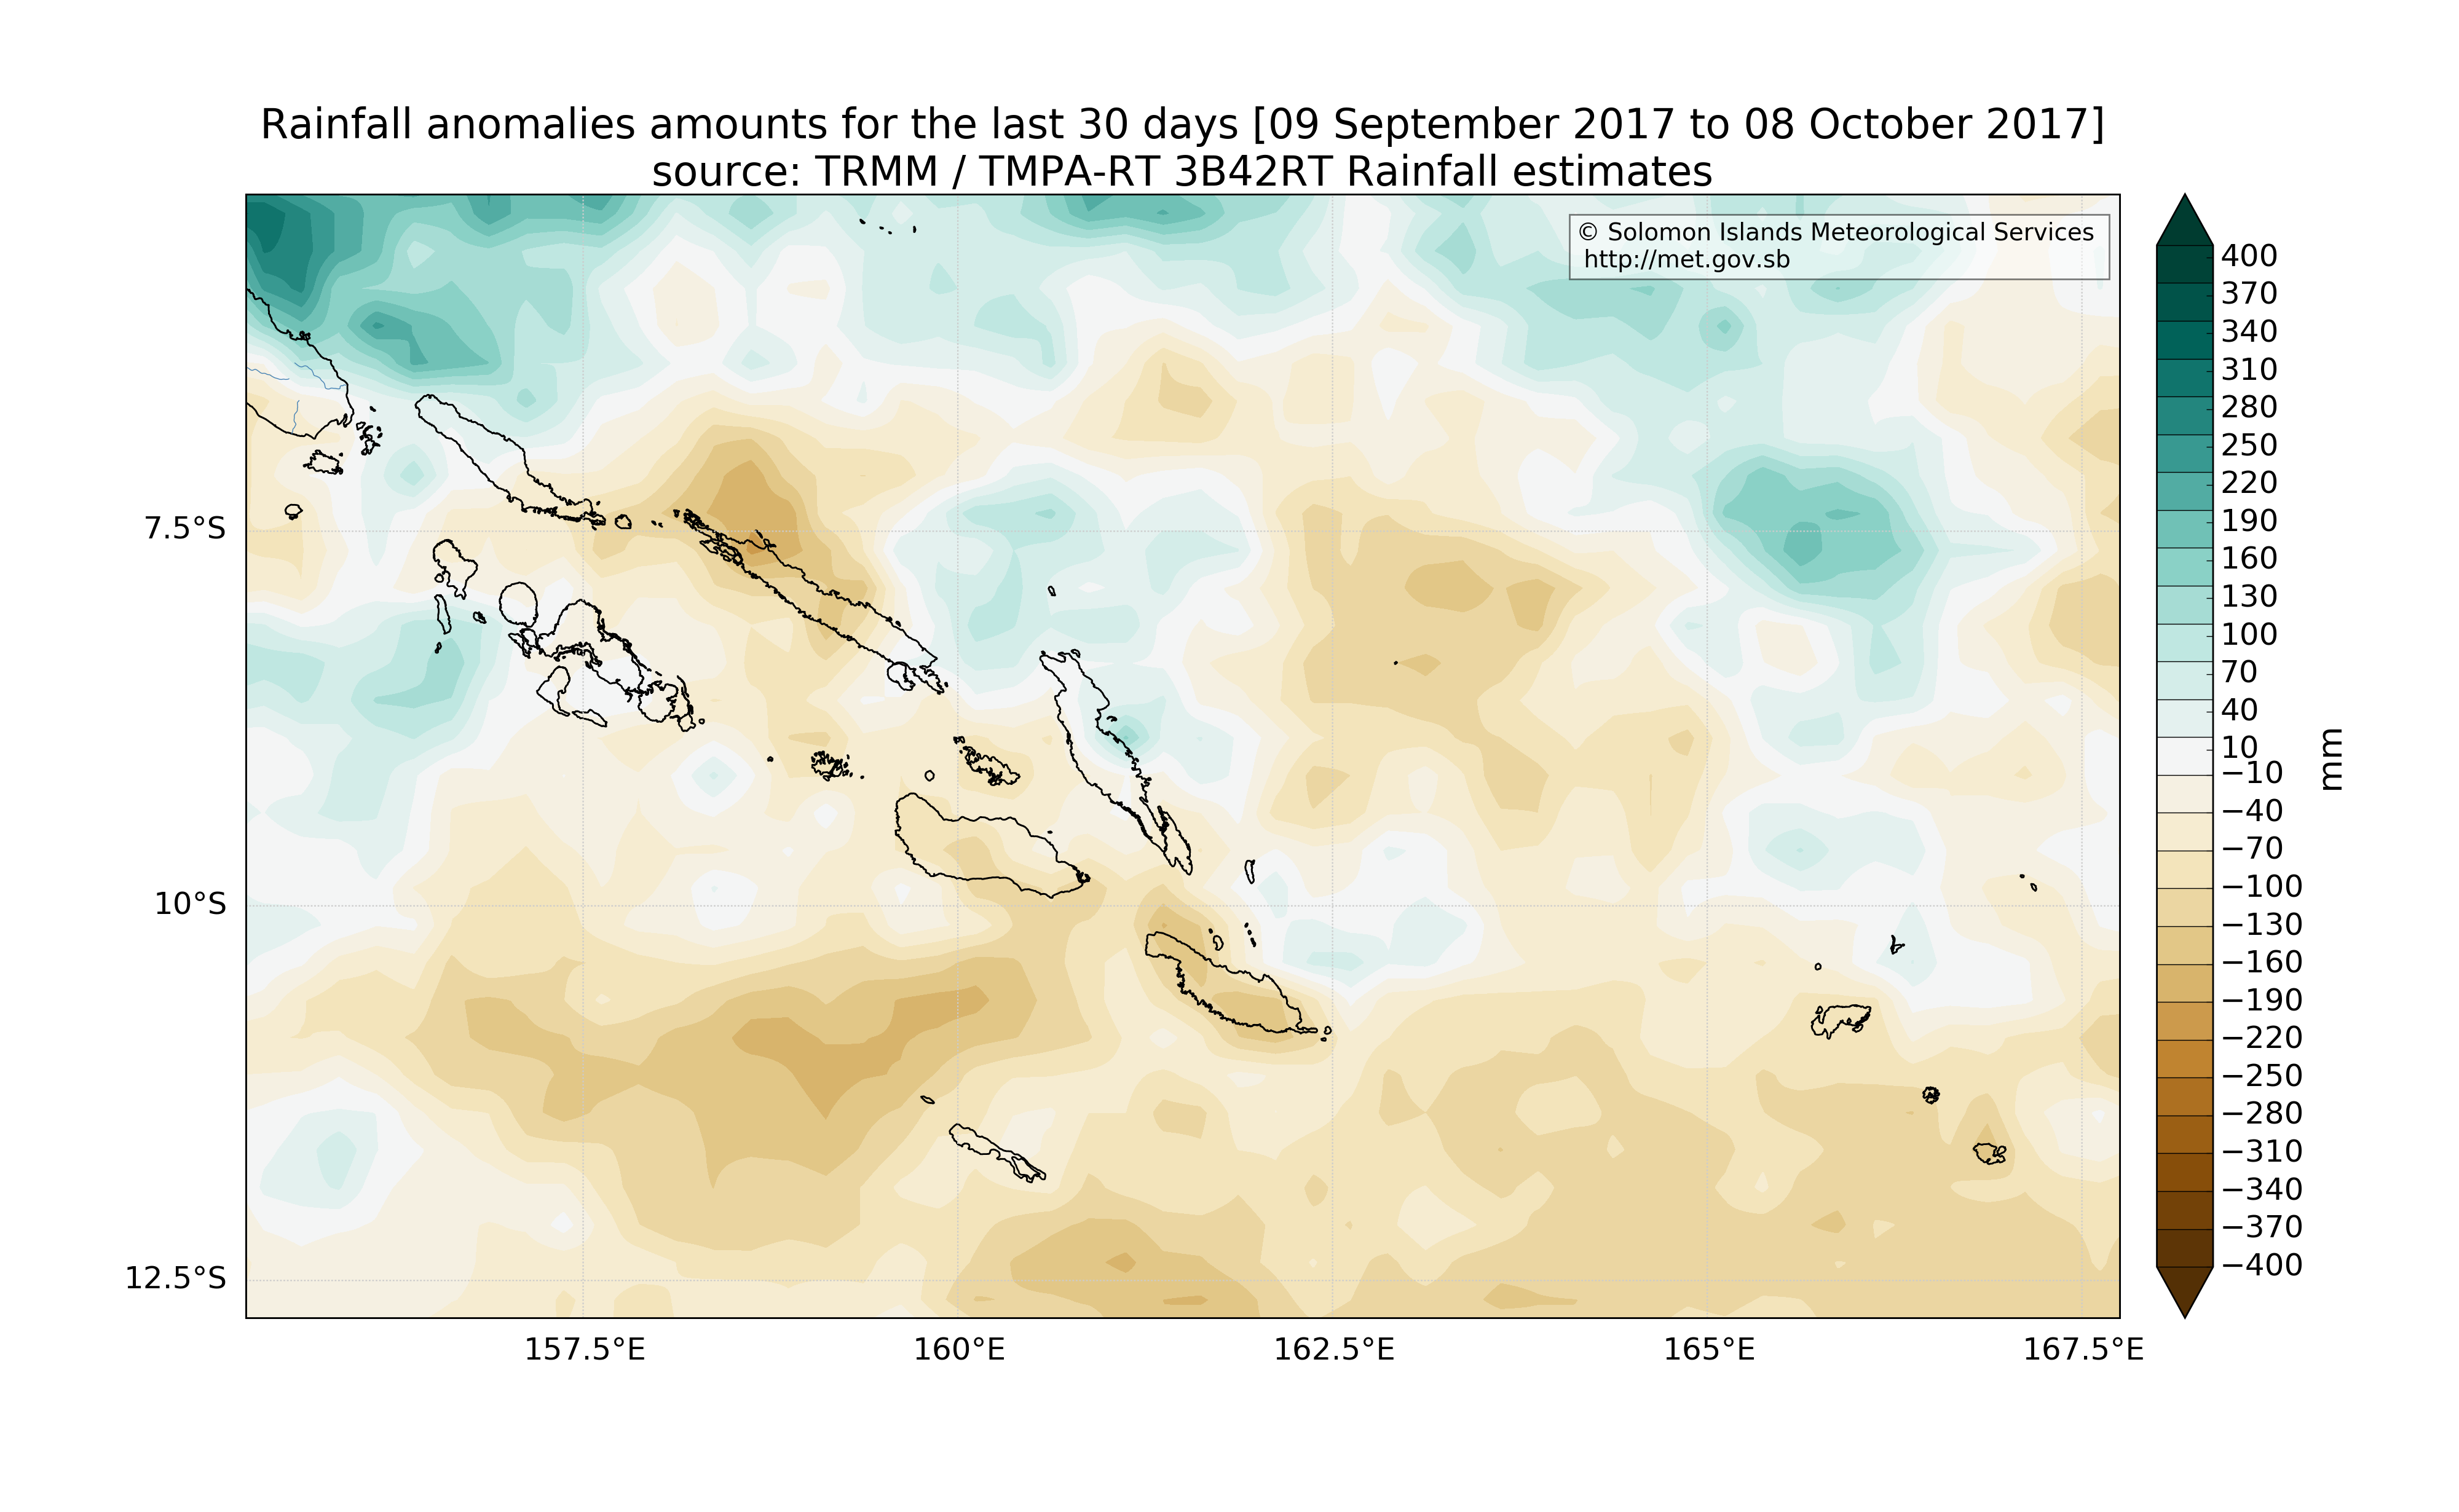 Rainfall anomalies amounts for the last 30 days [09 September 2017 to 08 October 2017]
source: TRMM / TMPA-RT 3B42RT Rainfall estimates
© Solomon Islands Meteorological Services
http://met.gov.sb
7.5°S
10°S
12.5°S
157.5°E
160°E
162.5°E
165°E
167.5°E
400
370
340
310
280
250
220
190
160
130
100
70
40
10
−10
−40
−70
−100
−130
−160
−190
−220
−250
−280
−310
−340
−370
−400
mm